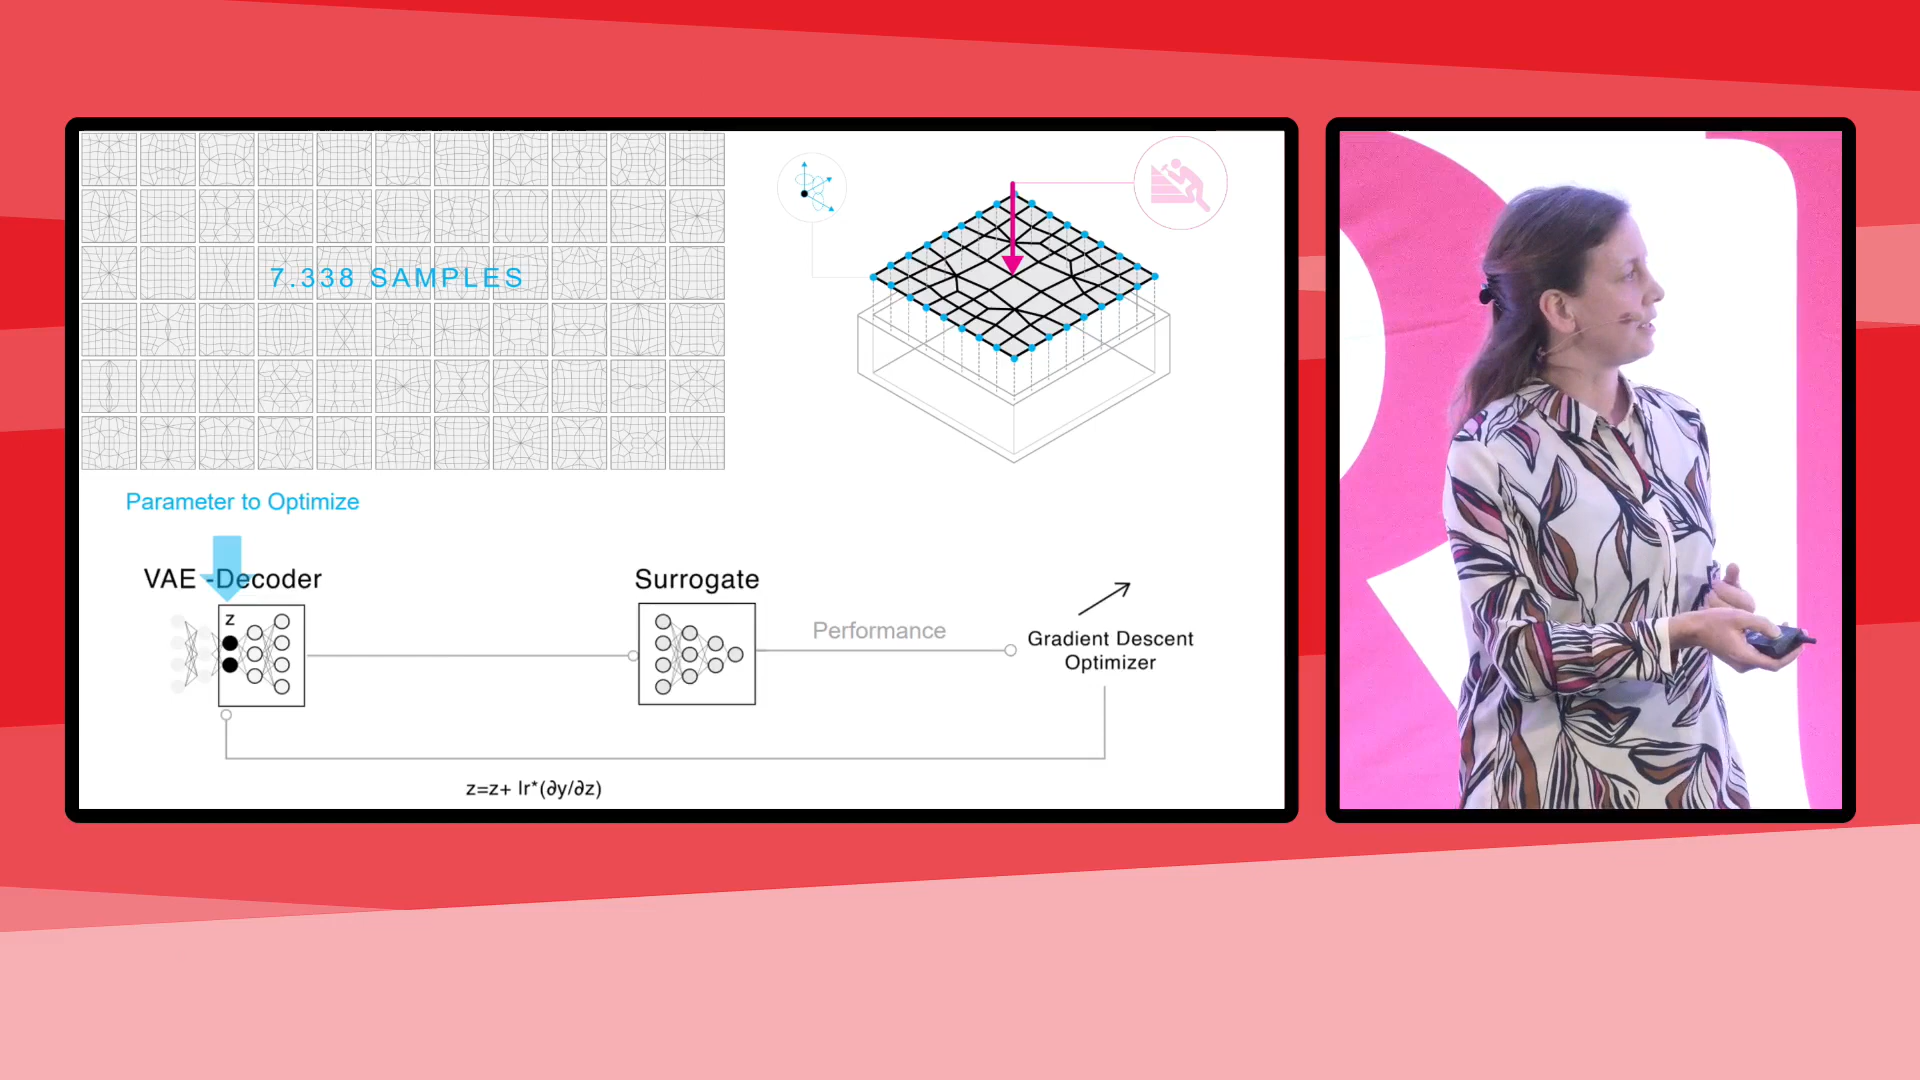 7.338 SAMPLES
Parameter to Optimize
VAE -Decoder
z
Surrogate
Performance
Gradient Descent
Optimizer
z=z+ lr*(∂y/∂z)